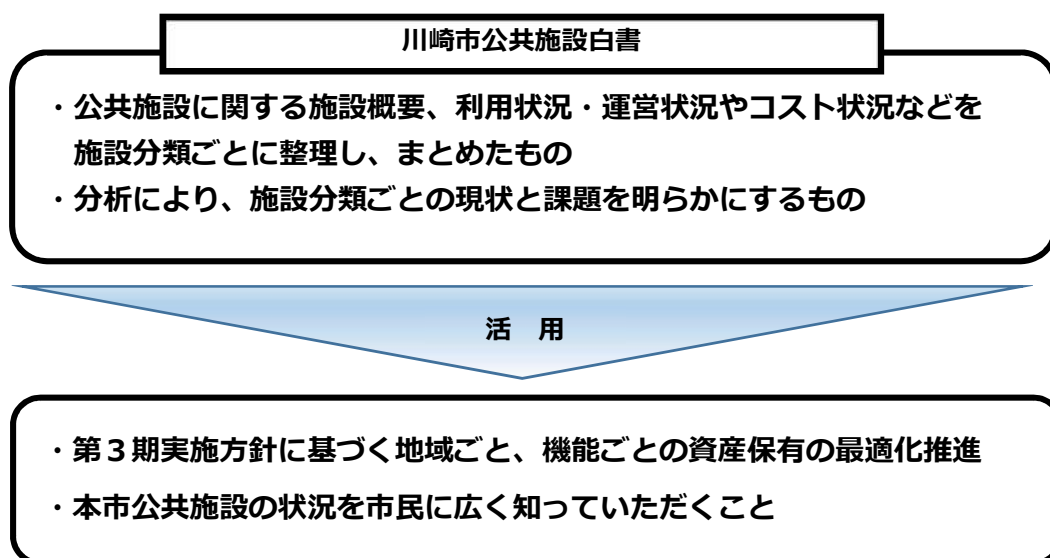 川崎市公共施設白書
・公共施設に関する施設概要、利用状況・運営状況やコスト状況などを
施設分類ごとに整理し、まとめたもの
・分析により、施設分類ごとの現状と課題を明らかにするもの
活　用
・第３期実施方針に基づく地域ごと、機能ごとの資産保有の最適化推進
・本市公共施設の状況を市民に広く知っていただくこと